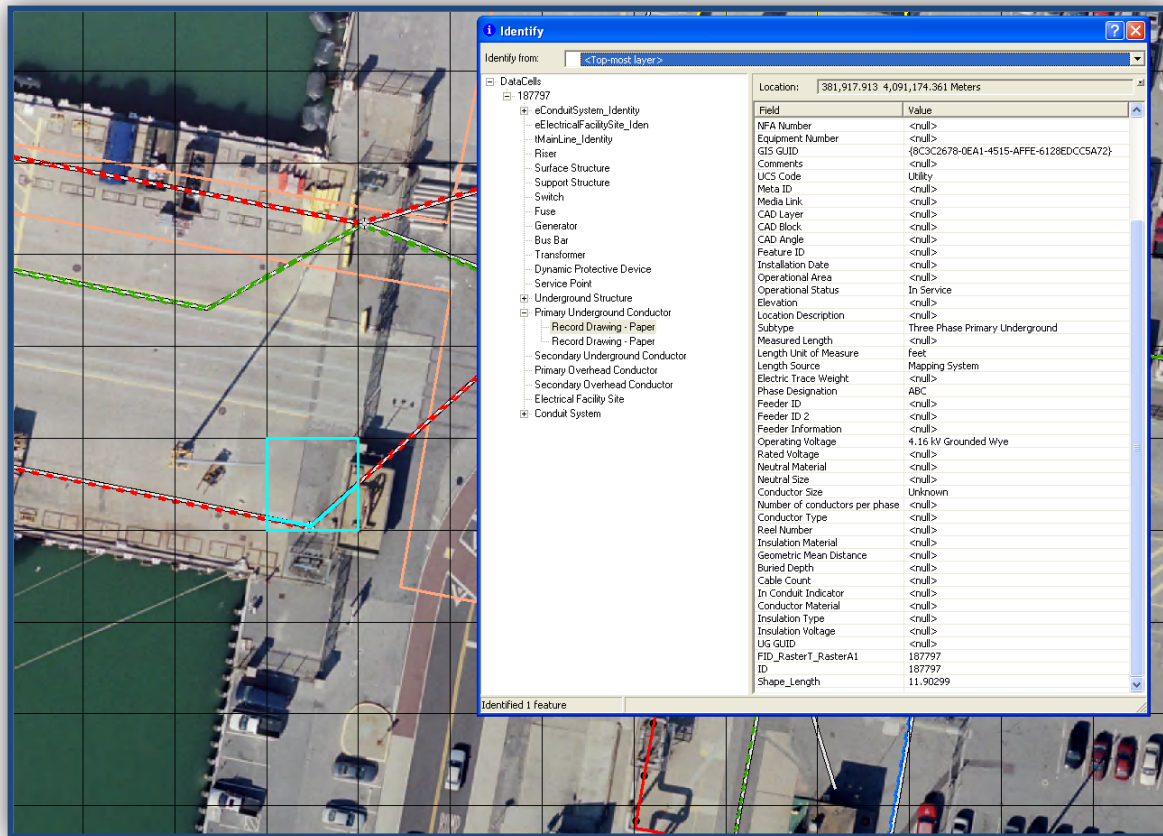 Identify
Identify from: <Top-most layer>
DataCells
187797
eConduitSystem_Identity
eElectricalFacilitySite_Iden
tMainLine_Identity
Riser
Surface Structure
Support Structure
Switch
Fuse
Generator
Bus Bar
Transformer
Dynamic Protective Device
Service Point
Underground Structure
Primary Underground Conductor
Record Drawing - Paper
Record Drawing - Paper
Secondary Underground Conductor
Primary Overhead Conductor
Secondary Overhead Conductor
Electrical Facility Site
Conduit System
Location: 381,917.913 4,091,174.361 Meters
Field Value
NFA Number <null>
Equipment Number <null>
GIS GUID {8C3C2678-0EA1-4515-AFFE-6128EDCC5A72}
Comments <null>
UCS Code Utility
Meta ID <null>
Media Link <null>
CAD Layer <null>
CAD Block <null>
CAD Angle <null>
Feature ID <null>
Installation Date <null>
Operational Area <null>
Operational Status In Service
Elevation <null>
Location Description <null>
Subtype Three Phase Primary Underground
Measured Length <null>
Length Unit of Measure feet
Length Source Mapping System
Electric Trace Weight <null>
Phase Designation ABC
Feeder ID <null>
Feeder ID 2 <null>
Feeder Information <null>
Operating Voltage 4.16 kV Grounded Wye
Rated Voltage <null>
Neutral Material <null>
Neutral Size <null>
Conductor Size Unknown
Number of conductors per phase <null>
Conductor Type <null>
Reel Number <null>
Insulation Material <null>
Geometric Mean Distance <null>
Buried Depth <null>
Cable Count <null>
In Conduit Indicator <null>
Conductor Material <null>
Insulation Type <null>
Insulation Voltage <null>
UG GUID <null>
FID_RasterT_RasterA1 187797
ID 187797
Shape_Length 11.90299
Identified 1 feature